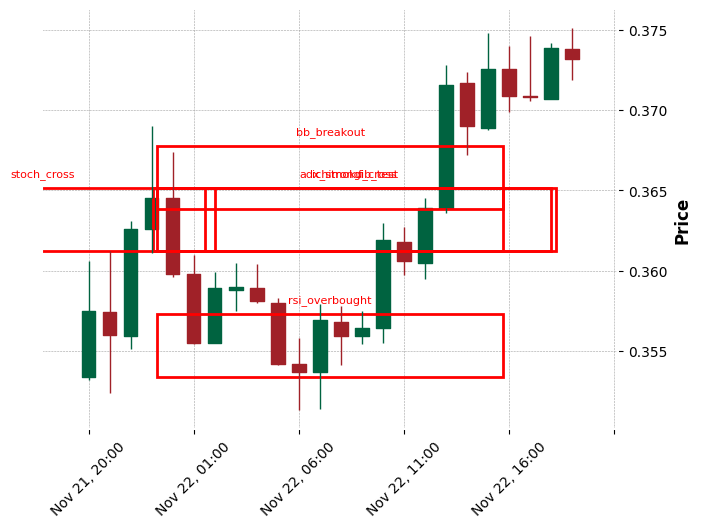 0.375
bb_breakout
0.370
stoch_cross
0.365
Price
0.360
rsi_overbought
0.355
Nov 21, 20:00
Nov 22, 01:00
Nov 22, 06:00
Nov 22, 11:00
Nov 22, 16:00